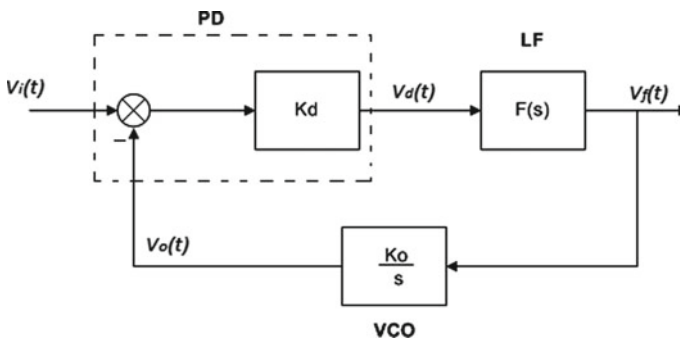 PD
LF
Vi(t)
Kd
Vd(t)
F(s)
Vf(t)
−
Vo(t)
Ko
s
VCO